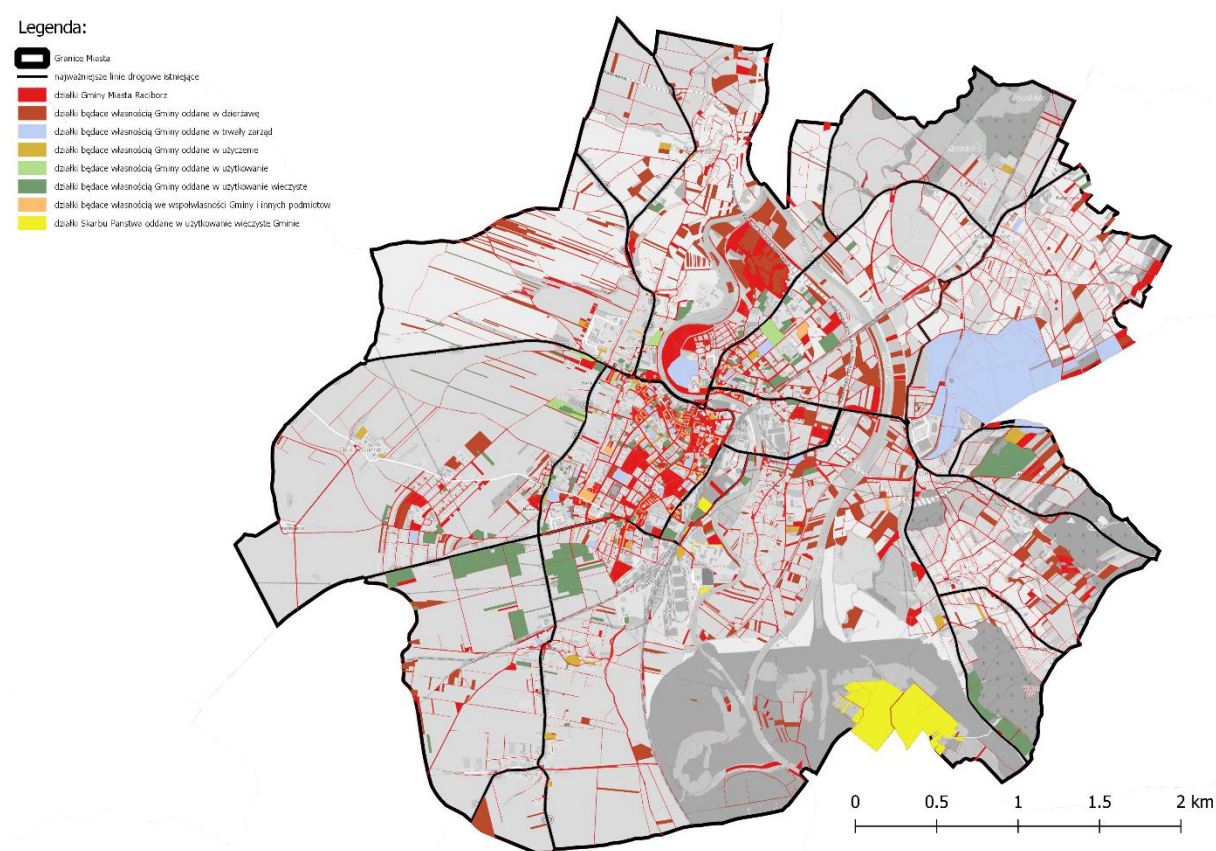 Legenda:
Granice Miasta
najważniejsze linie drogowe istniejące
działki Gminy Miasta Racibórz
działki będace własnością Gminy oddane w dzierżawę
działki będące własnością Gminy oddane w trwały zarząd
działki będące własnością Gminy oddane w użyczenie
działki będące własnością Gminy oddane w użytkowanie
działki będące własnością Gminy oddane w użytkowanie wieczyste
działki będące własnością we współwłasności Gminy i innych podmiotow
działki Skarbu Państwa oddane w użytkowanie wieczyste Gminie
0 0.5 1 1.5 2 km